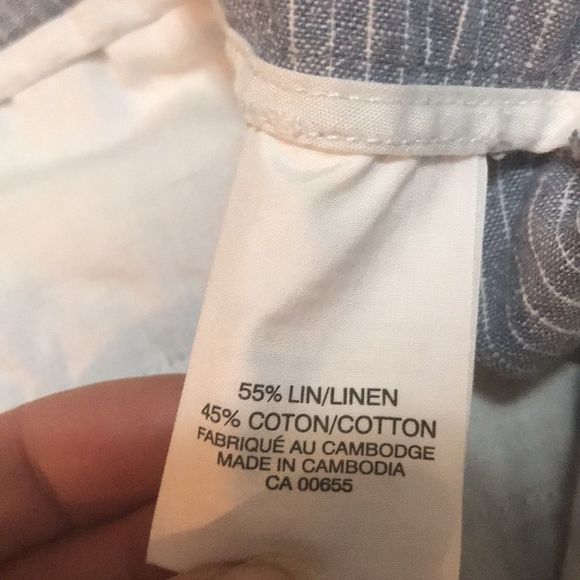 55% LIN/LINEN
45% COTON/COTTON
FABRIQUÉ AU CAMBODGE
MADE IN CAMBODIA
CA 00655